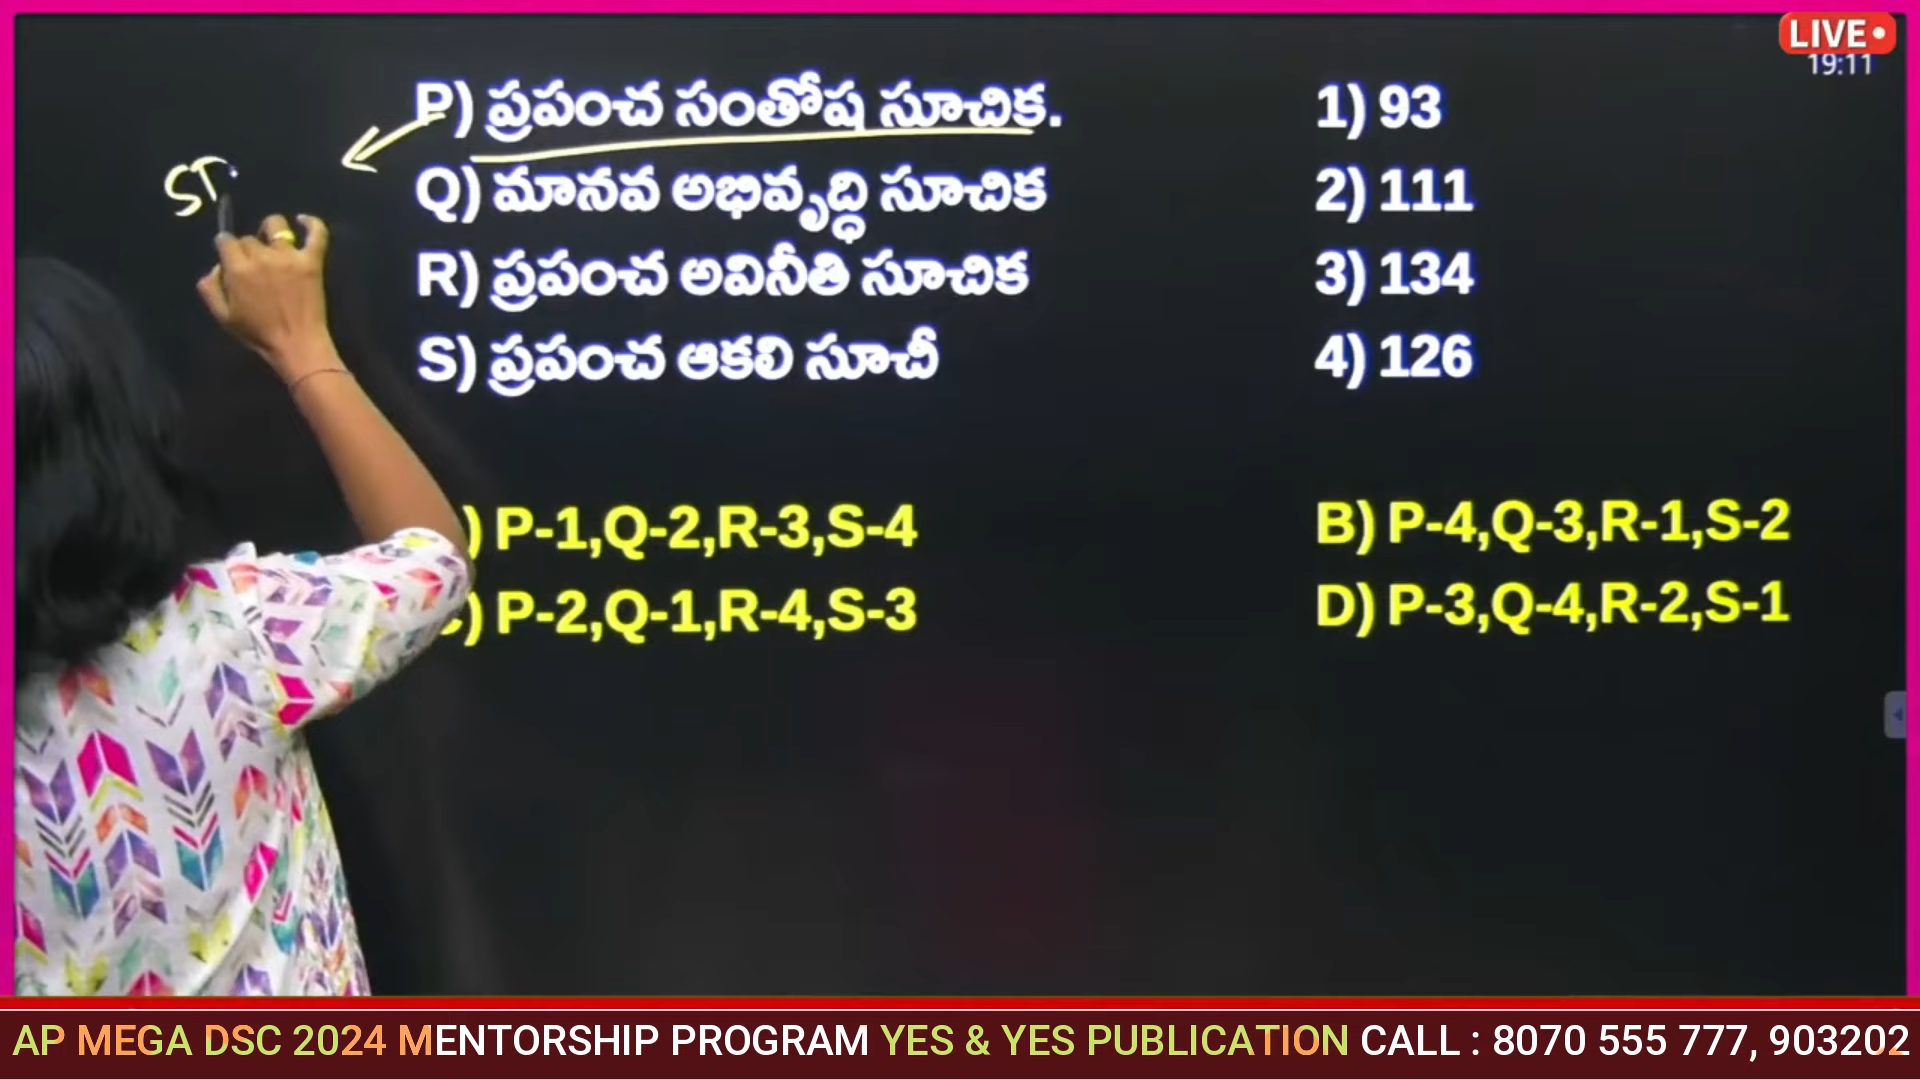 LIVE
19:11
P) ప్రపంచ సంతోష సూచిక. 1) 93
Q) మానవ అభివృద్ధి సూచిక 2) 111
R) ప్రపంచ అవినీతి సూచిక 3) 134
S) ప్రపంచ ఆకలి సూచీ 4) 126
) P-1,Q-2,R-3,S-4 B) P-4,Q-3,R-1,S-2
C) P-2,Q-1,R-4,S-3 D) P-3,Q-4,R-2,S-1
AP MEGA DSC 2024 MENTORSHIP PROGRAM YES & YES PUBLICATION CALL : 8070 555 777, 903202